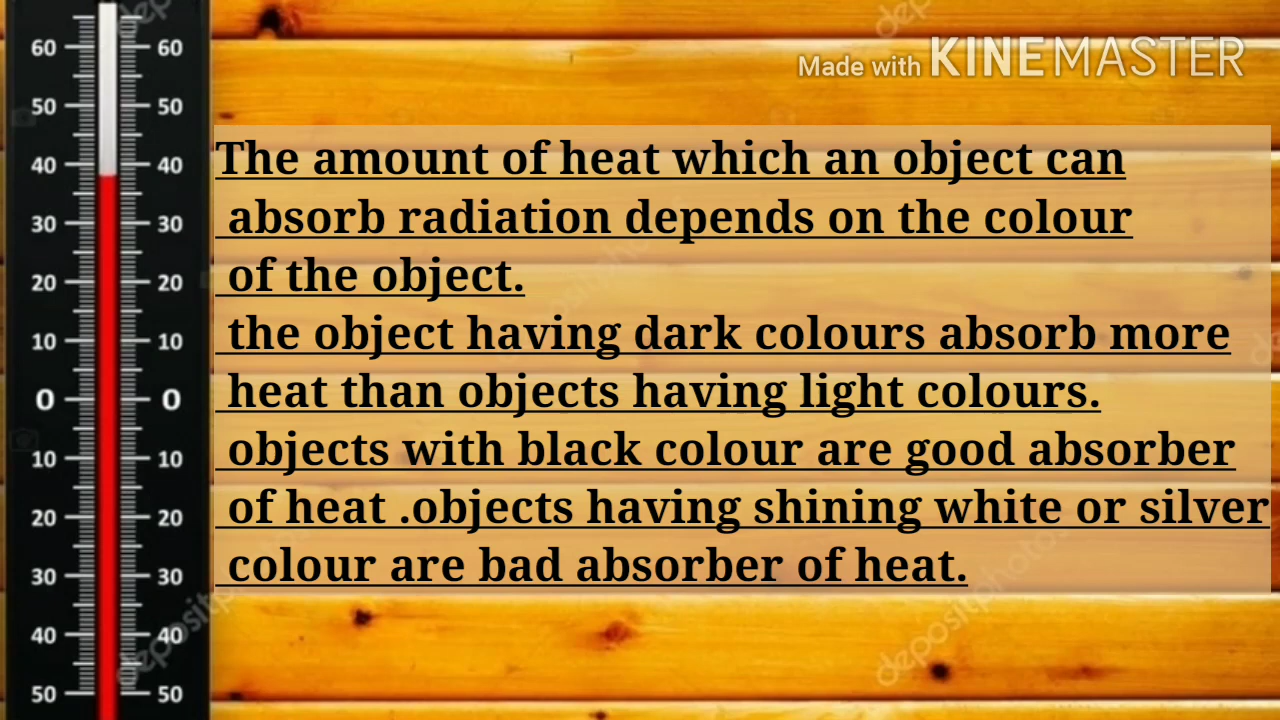 Made with KINEMASTER
60 60
50 50
40 40
30 30
20 20
10 10
0 0
10 10
20 20
30 30
40 40
50 50
The amount of heat which an object can
absorb radiation depends on the colour
of the object.
the object having dark colours absorb more
heat than objects having light colours.
objects with black colour are good absorber
of heat .objects having shining white or silver
colour are bad absorber of heat.